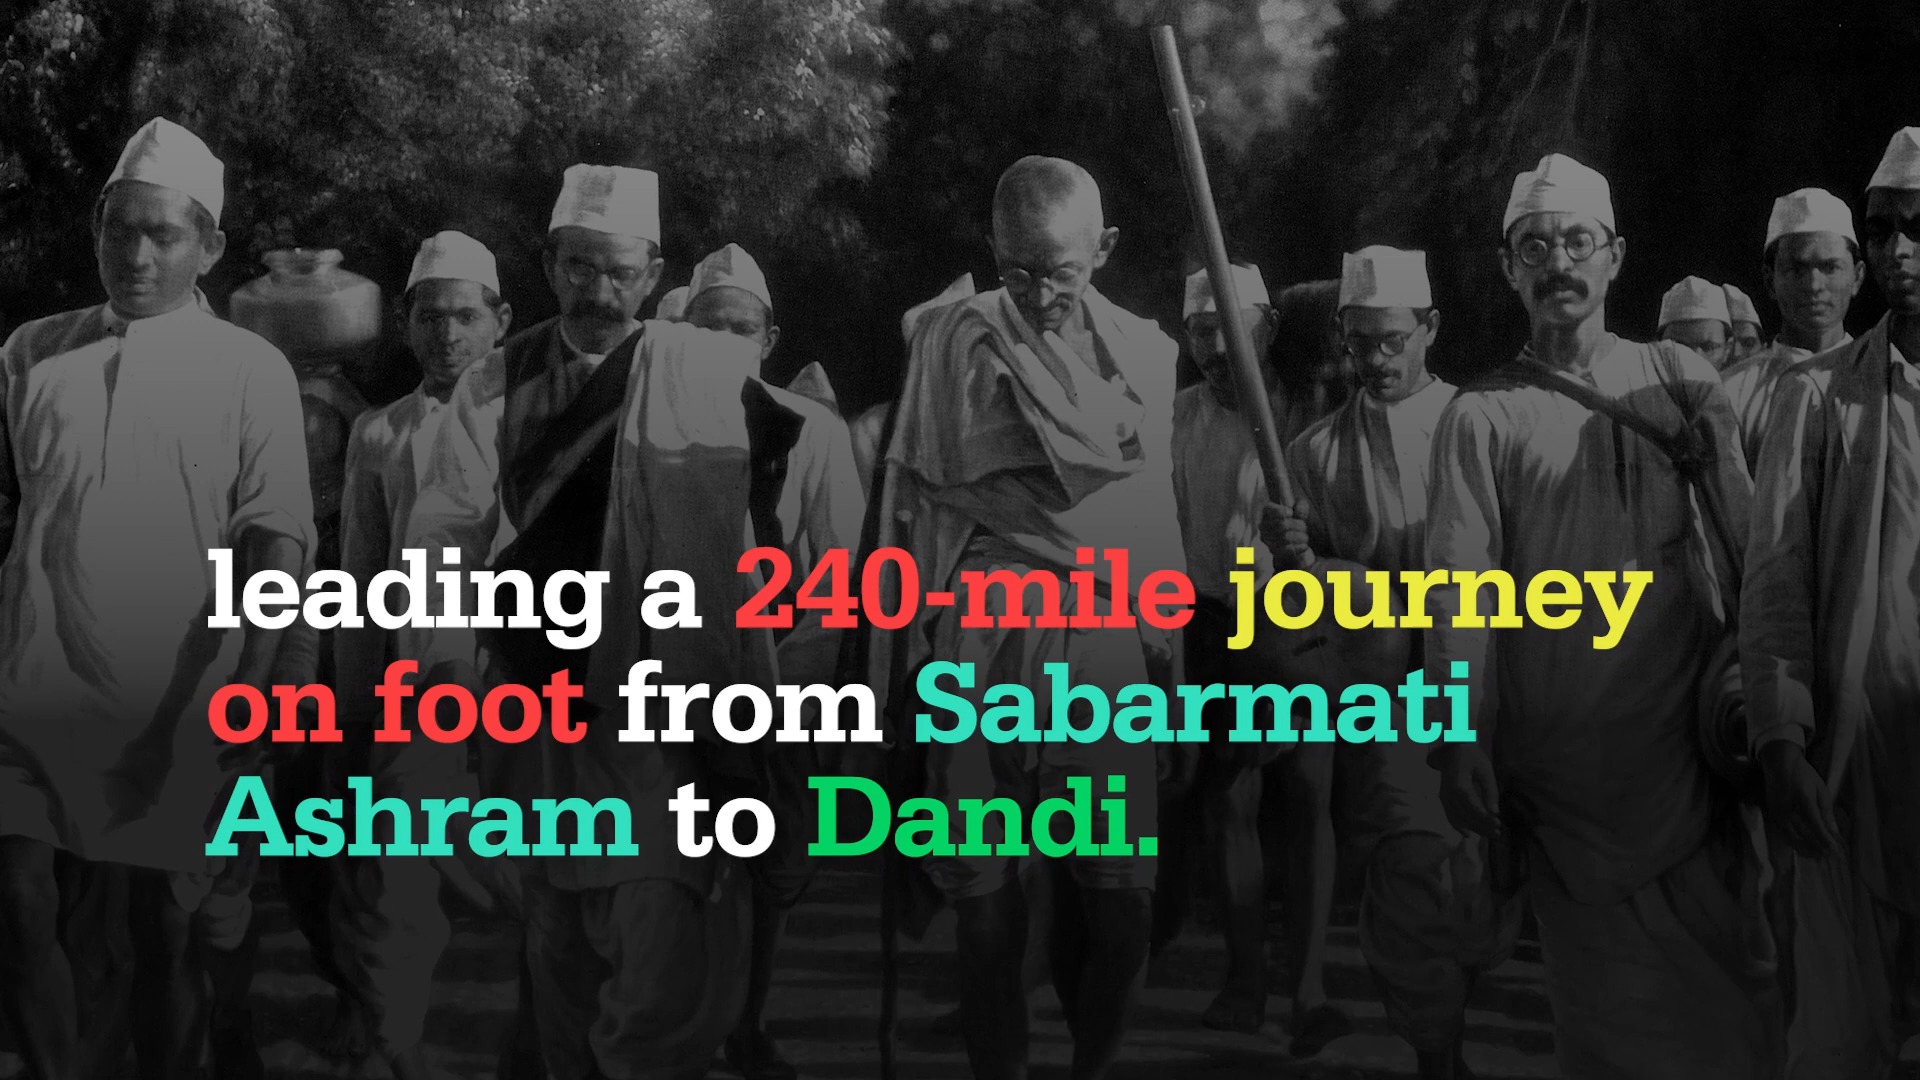 leading a 240-mile journey
on foot from Sabarmati
Ashram to Dandi.